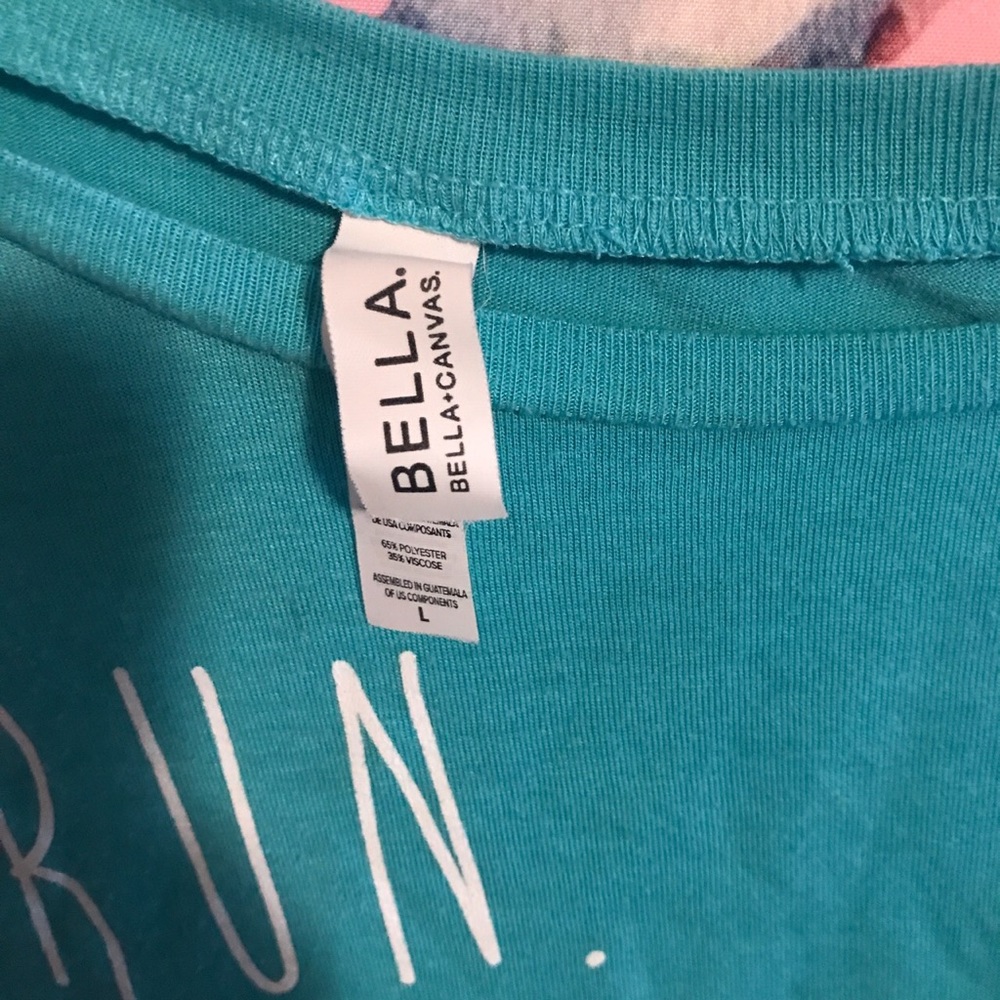 BELLA.
BELLA+CANVAS.
DE USA COMPOSANTS
65% POLYESTER
35% VISCOSE
ASSEMBLED IN GUATEMALA
OF US COMPONENTS
L
RUN.